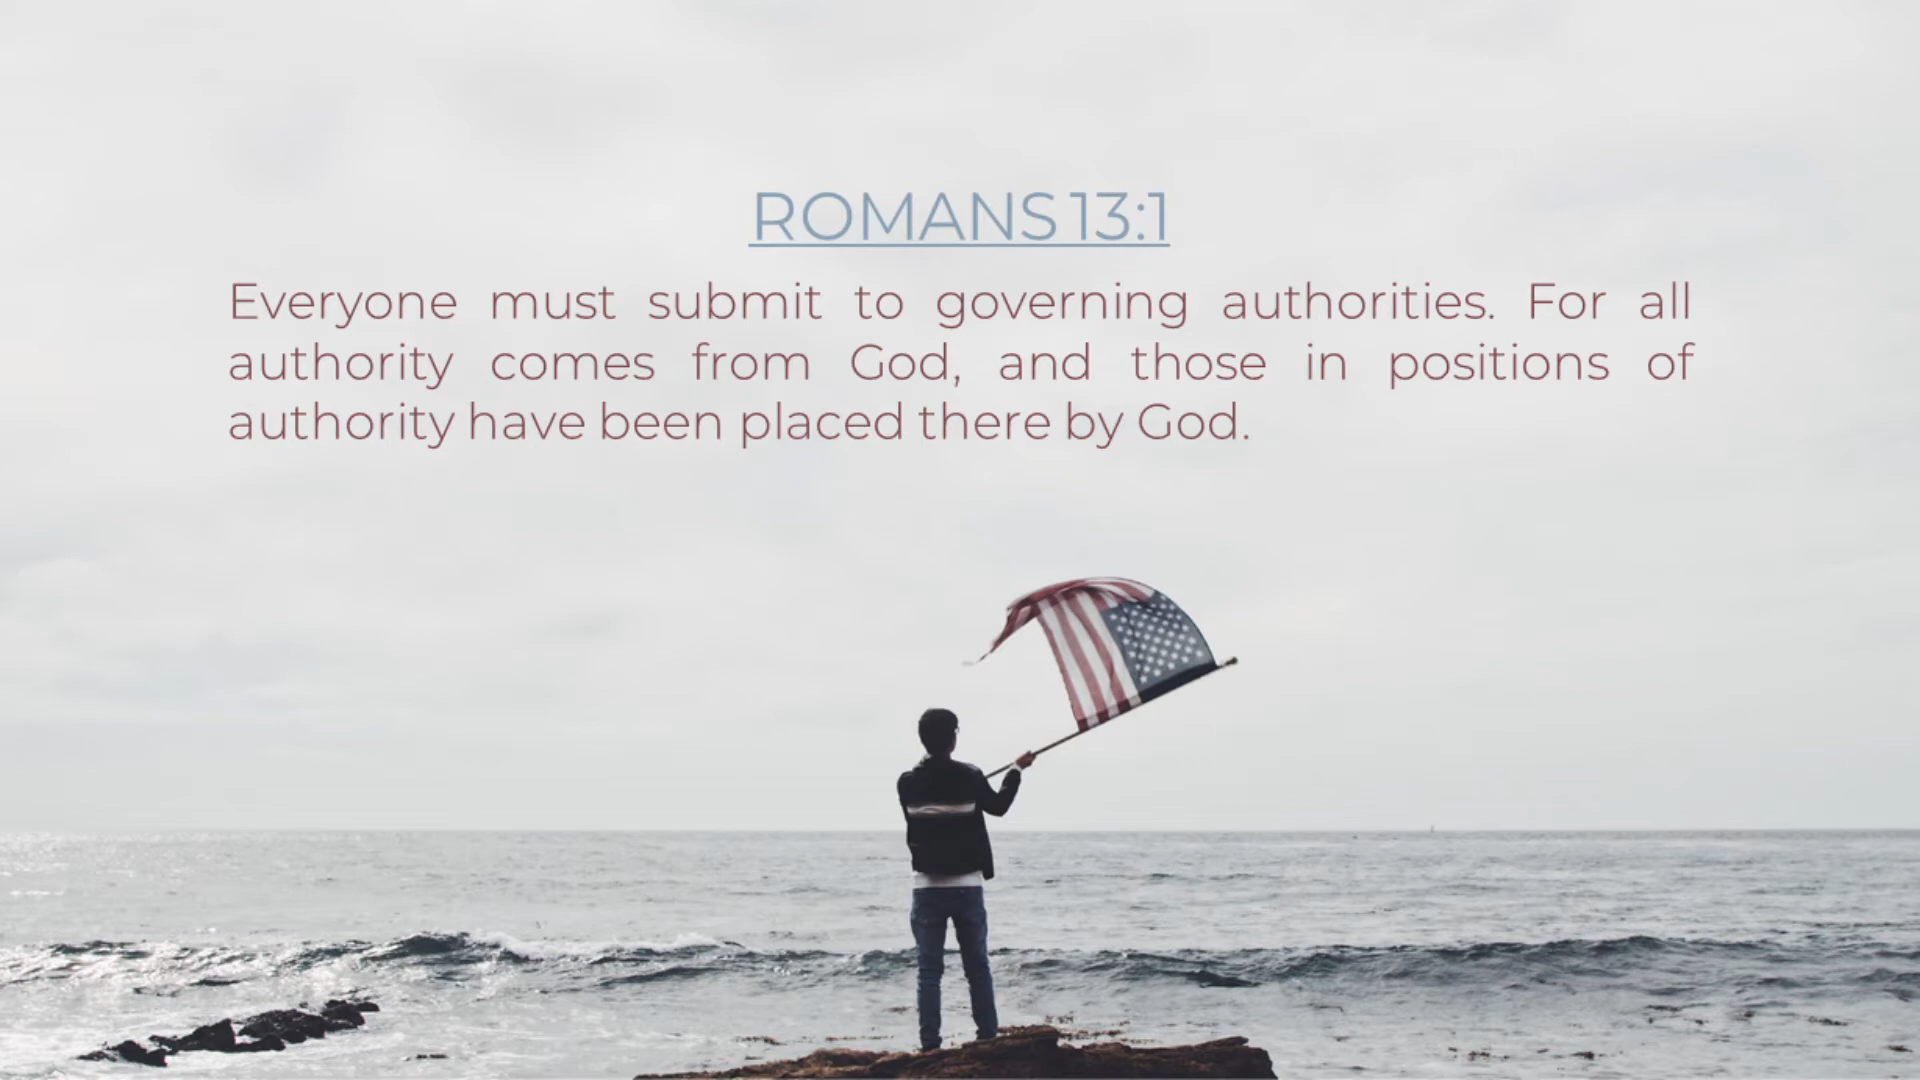 ROMANS 13:1
Everyone must submit to governing authorities. For all
authority comes from God, and those in positions of
authority have been placed there by God.